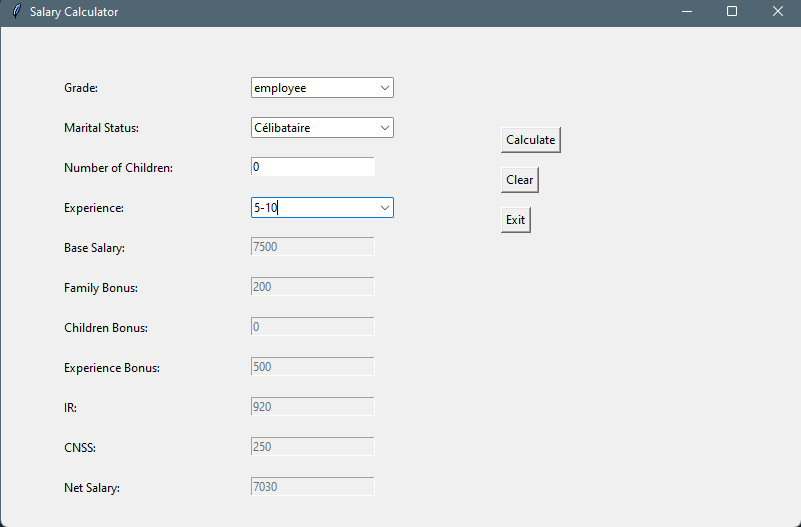 Salary Calculator
Grade: employee
Marital Status: Célibataire
Calculate
Number of Children: 0
Clear
Experience: 5-10
Exit
Base Salary: 7500
Family Bonus: 200
Children Bonus: 0
Experience Bonus: 500
IR: 920
CNSS: 250
Net Salary: 7030